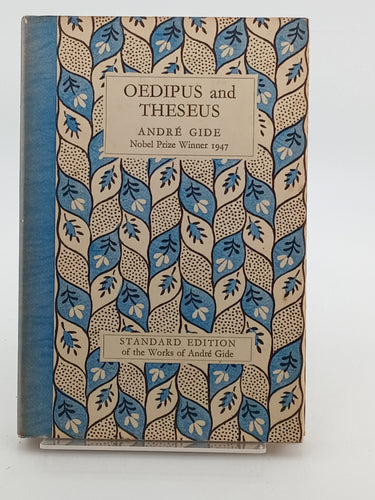 OEDIPUS and
THESEUS
ANDRÉ GIDE
Nobel Prize Winner 1947
STANDARD EDITION
of the Works of André Gide